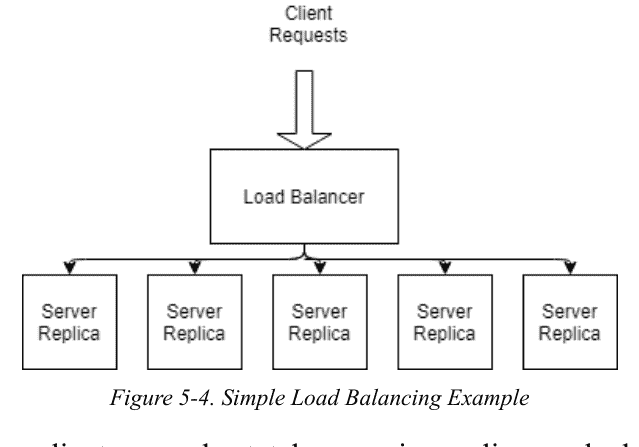 Client
Requests
Load Balancer
Server Replica
Server Replica
Server Replica
Server Replica
Server Replica
Figure 5-4. Simple Load Balancing Example